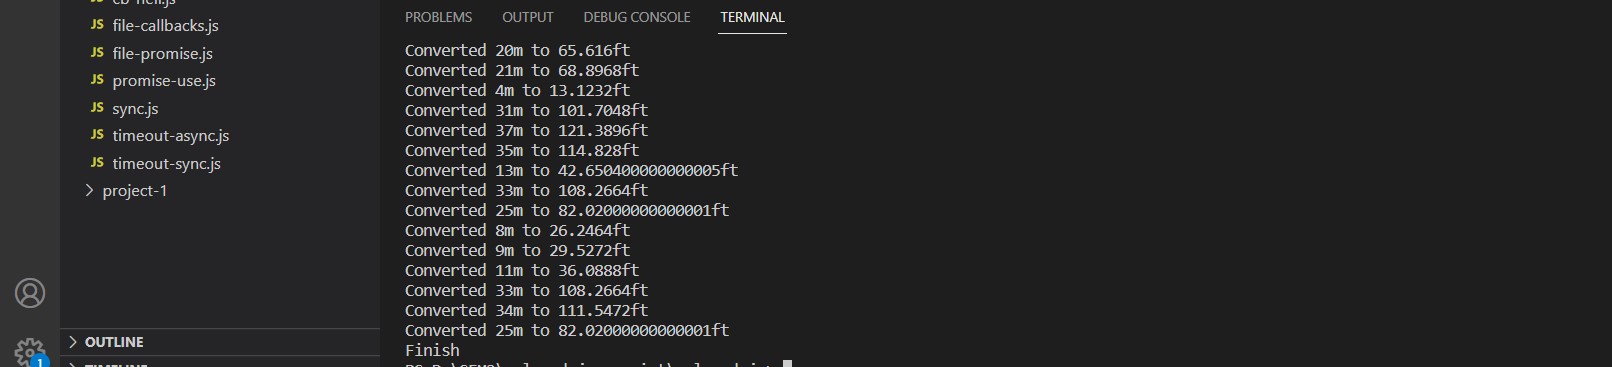 cb-hell.js
JS file-callbacks.js
JS file-promise.js
JS promise-use.js
JS sync.js
JS timeout-async.js
JS timeout-sync.js
project-1
OUTLINE
TIMELINE
1
PROBLEMS OUTPUT DEBUG CONSOLE TERMINAL
Converted 20m to 65.616ft
Converted 21m to 68.8968ft
Converted 4m to 13.1232ft
Converted 31m to 101.7048ft
Converted 37m to 121.3896ft
Converted 35m to 114.828ft
Converted 13m to 42.650400000000005ft
Converted 33m to 108.2664ft
Converted 25m to 82.02000000000001ft
Converted 8m to 26.2464ft
Converted 9m to 29.5272ft
Converted 11m to 36.0888ft
Converted 33m to 108.2664ft
Converted 34m to 111.5472ft
Converted 25m to 82.02000000000001ft
Finish